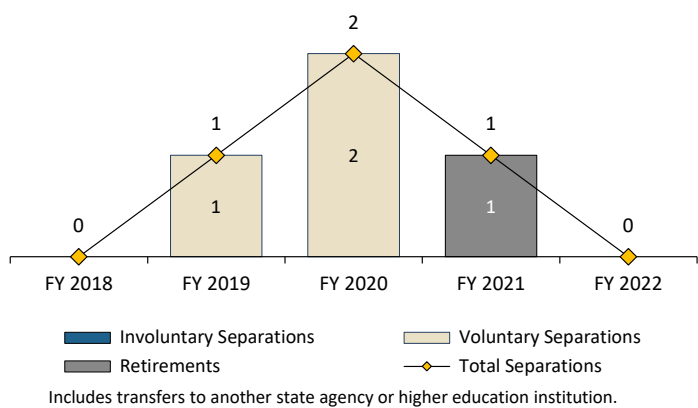 2
1
1
2
0
1
1
0
FY 2018
FY 2019
FY 2020
FY 2021
FY 2022
Involuntary Separations
Voluntary Separations
Retirements
Total Separations
Includes transfers to another state agency or higher education institution.